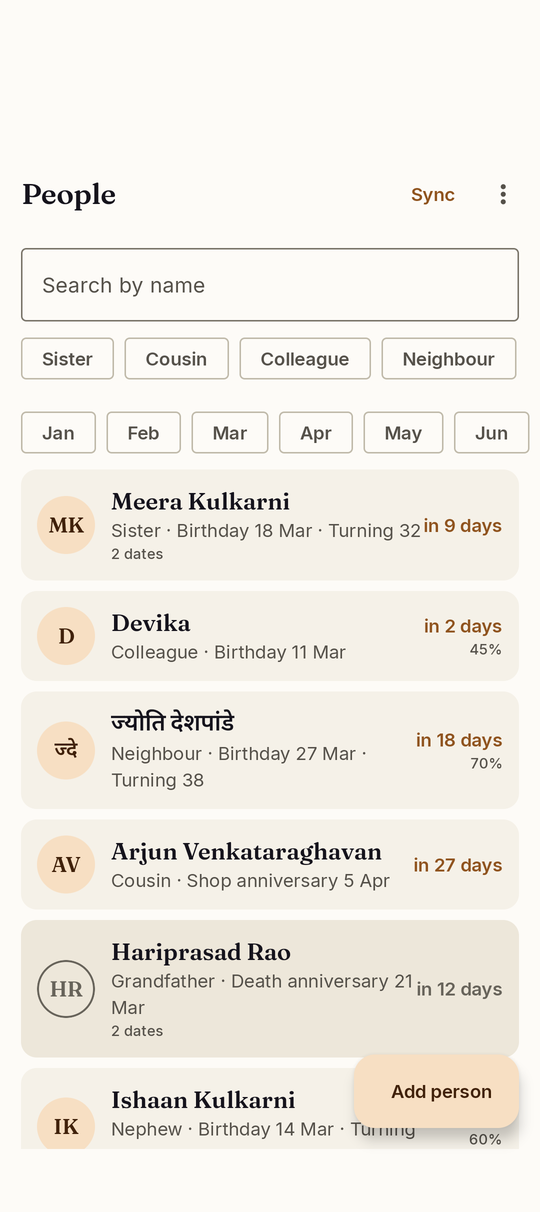 People
Sync
Search by name
Sister
Cousin
Colleague
Neighbour
Jan
Feb
Mar
Apr
May
Jun
MK
Meera Kulkarni
Sister · Birthday 18 Mar · Turning 32
2 dates
in 9 days
D
Devika
Colleague · Birthday 11 Mar
in 2 days
45%
ज्दे
ज्योति देशपांडे
Neighbour · Birthday 27 Mar ·
Turning 38
in 18 days
70%
AV
Arjun Venkataraghavan
Cousin · Shop anniversary 5 Apr
in 27 days
HR
Hariprasad Rao
Grandfather · Death anniversary 21
Mar
2 dates
in 12 days
IK
Ishaan Kulkarni
Nephew · Birthday 14 Mar · Turning
60%
Add person